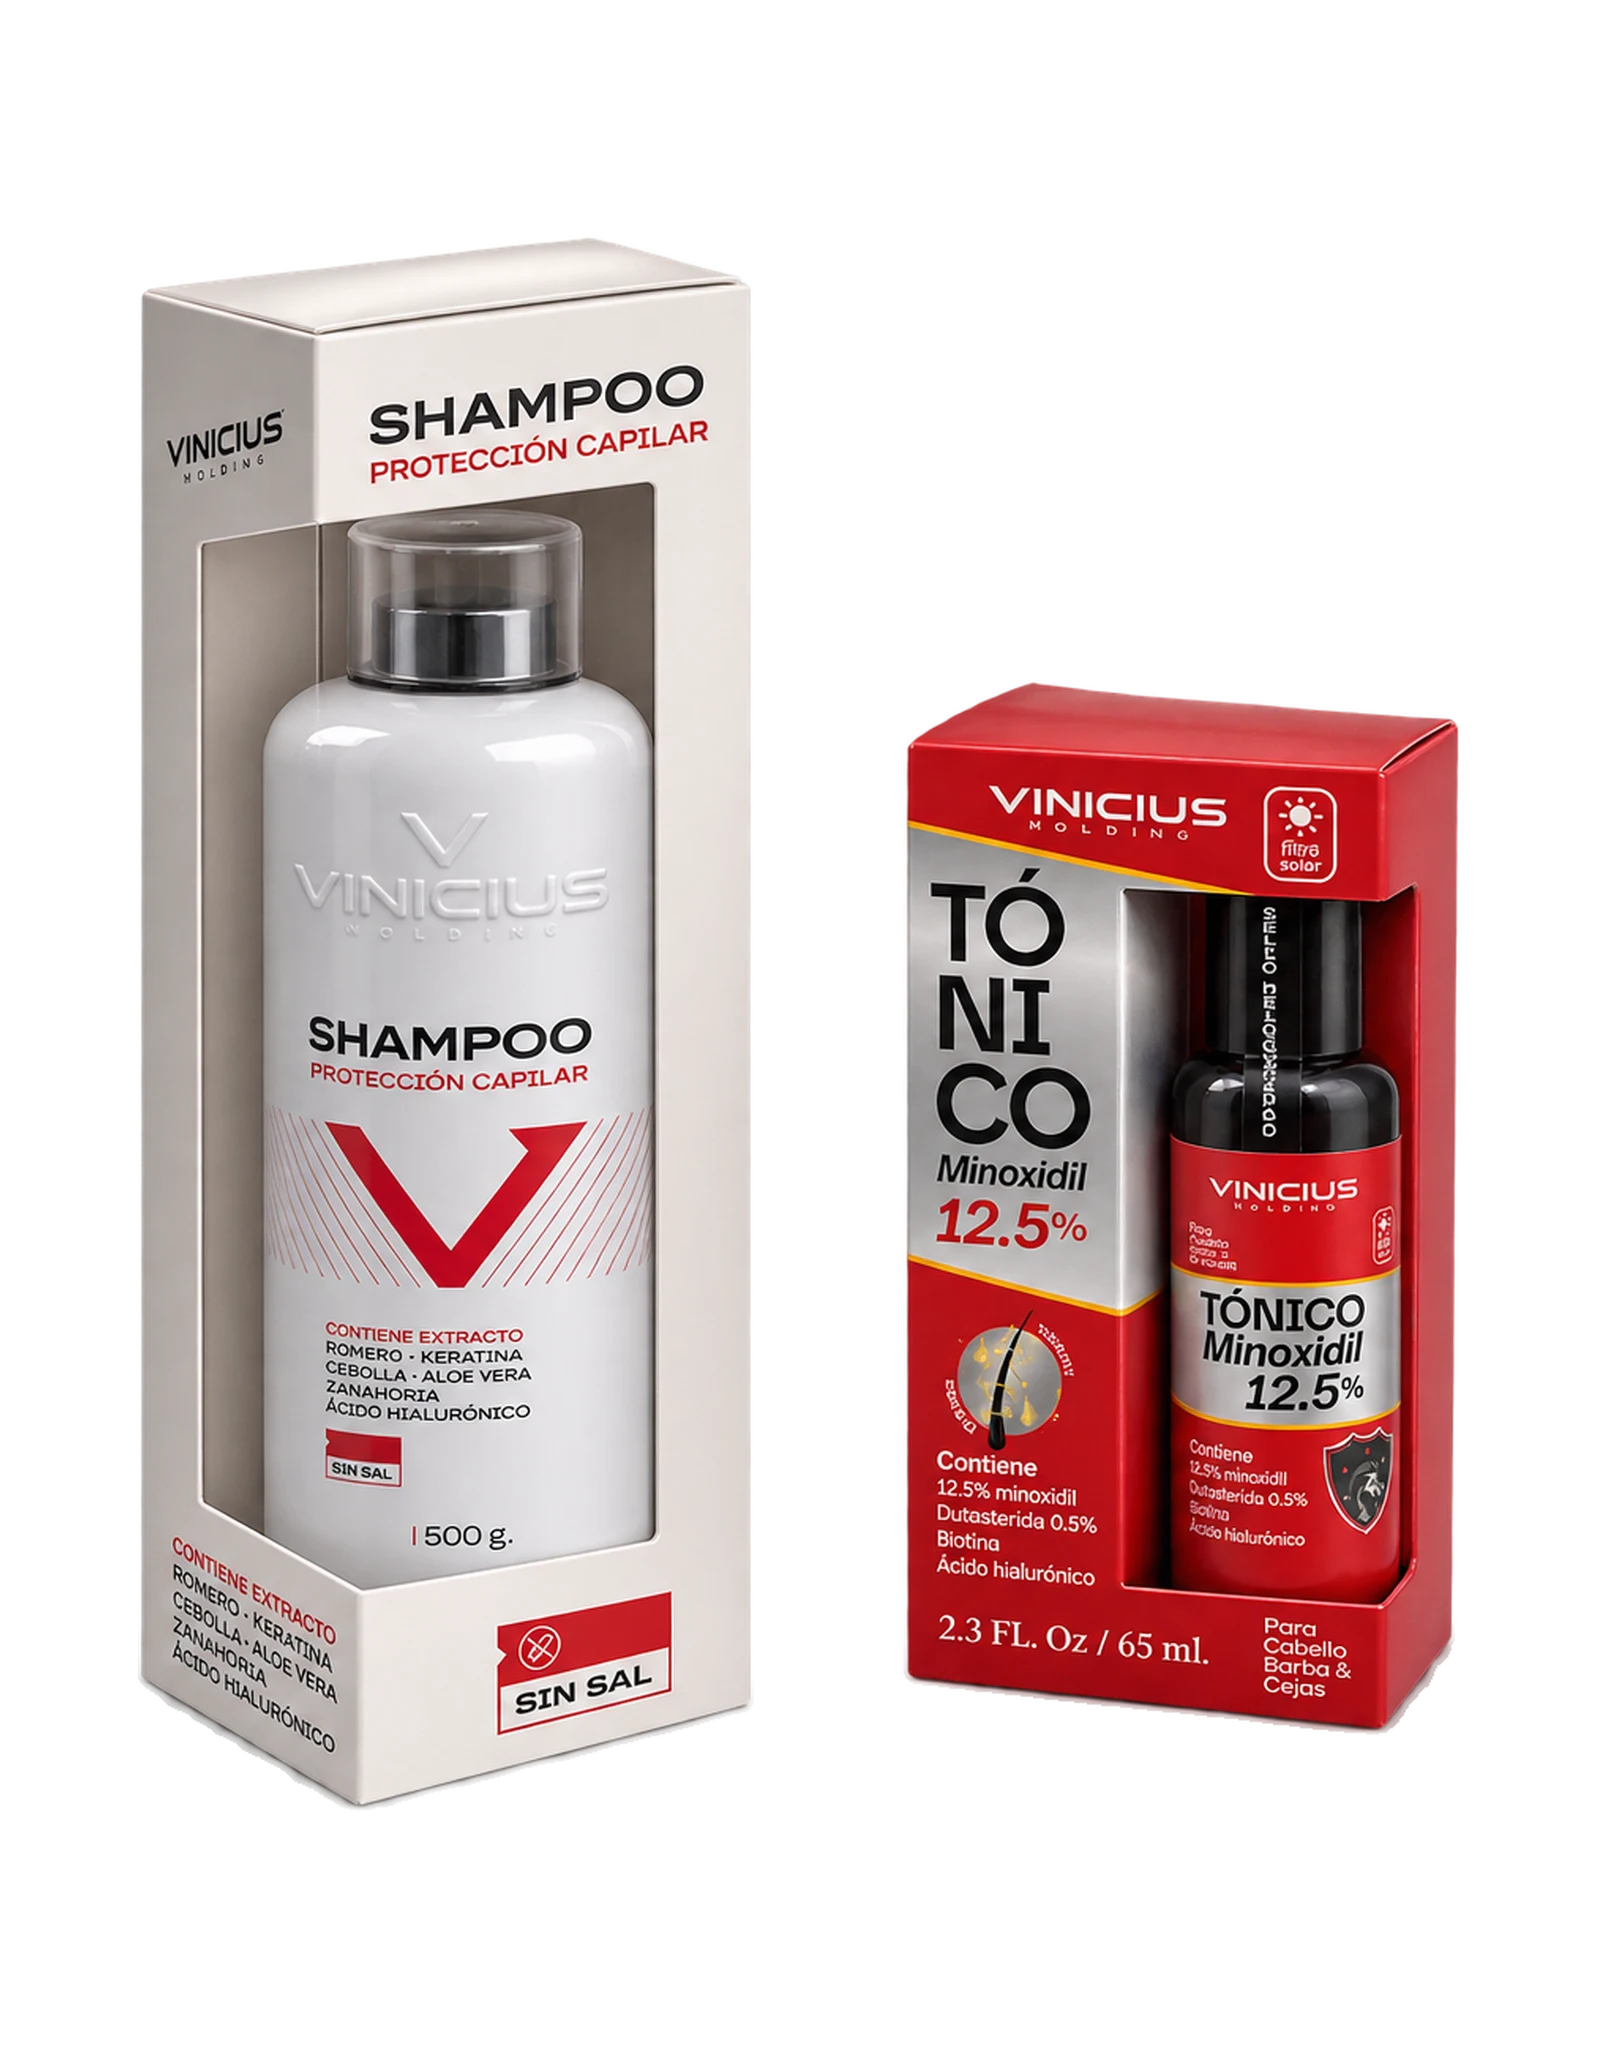 VINICIUS
MOLDING
SHAMPOO
PROTECCIÓN CAPILAR
VINICIUS
MOLDING
SHAMPOO
PROTECCIÓN CAPILAR
CONTIENE EXTRACTO
ROMERO - KERATINA
CEBOLLA - ALOE VERA
ZANAHORIA
ÁCIDO HIALURÓNICO
SIN SAL
500 g.
CONTIENE EXTRACTO
ROMERO - KERATINA
CEBOLLA - ALOE VERA
ZANAHORIA
ÁCIDO HIALURÓNICO
SIN SAL
VINICIUS
MOLDING
solar
TÓ
NI
CO
Minoxidil
12.5%
Contiene
12.5% minoxidil
Dutasterida 0.5%
Biotina
Ácido hialurónico
2.3 FL. Oz / 65 ml.
Para
Cabello
Barba &
Cejas
SELLO
VINICIUS
MOLDING
TÓNICO
Minoxidil
12.5%
Contiene
12.5% minoxidil
Dutasterida 0.5%
Ácido hialurónico